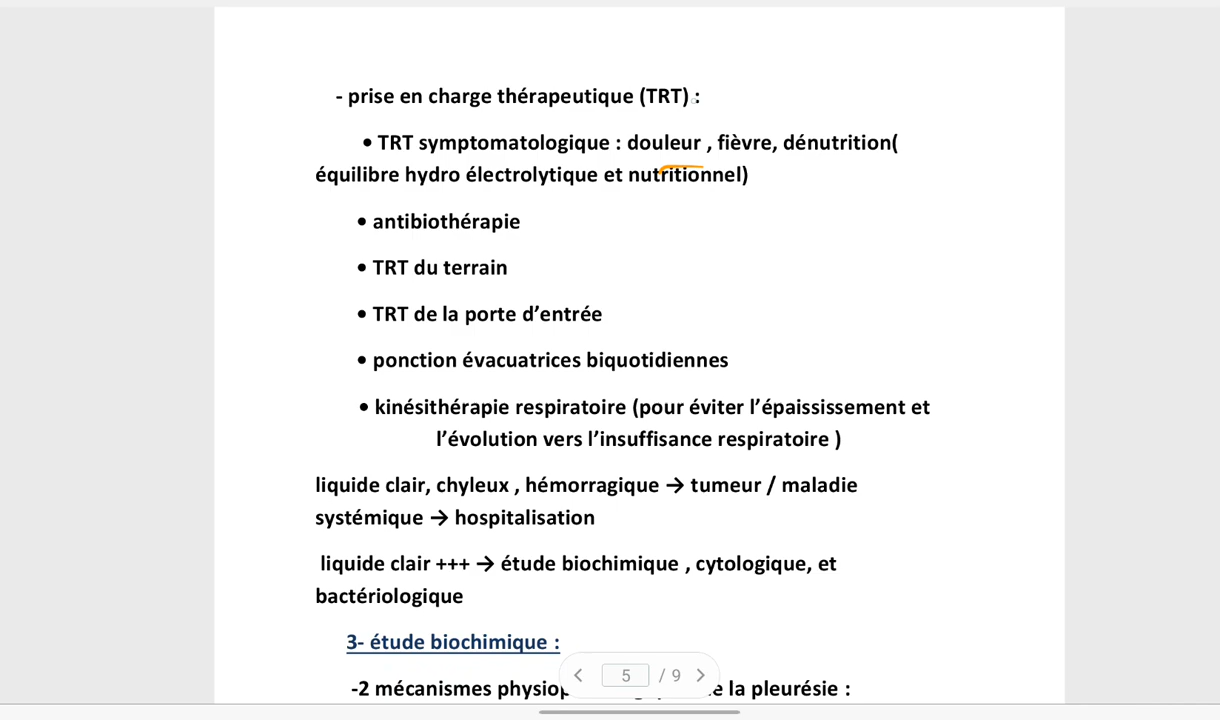 - prise en charge thérapeutique (TRT) :
• TRT symptomatologique : douleur , fièvre, dénutrition(
équilibre hydro électrolytique et nutritionnel)
• antibiothérapie
• TRT du terrain
• TRT de la porte d’entrée
• ponction évacuatrices biquotidiennes
• kinésithérapie respiratoire (pour éviter l’épaississement et
l’évolution vers l’insuffisance respiratoire )
liquide clair, chyleux , hémorragique → tumeur / maladie
systémique → hospitalisation
liquide clair +++ → étude biochimique , cytologique, et
bactériologique
3- étude biochimique :
-2 mécanismes la pleurésie :
5 / 9